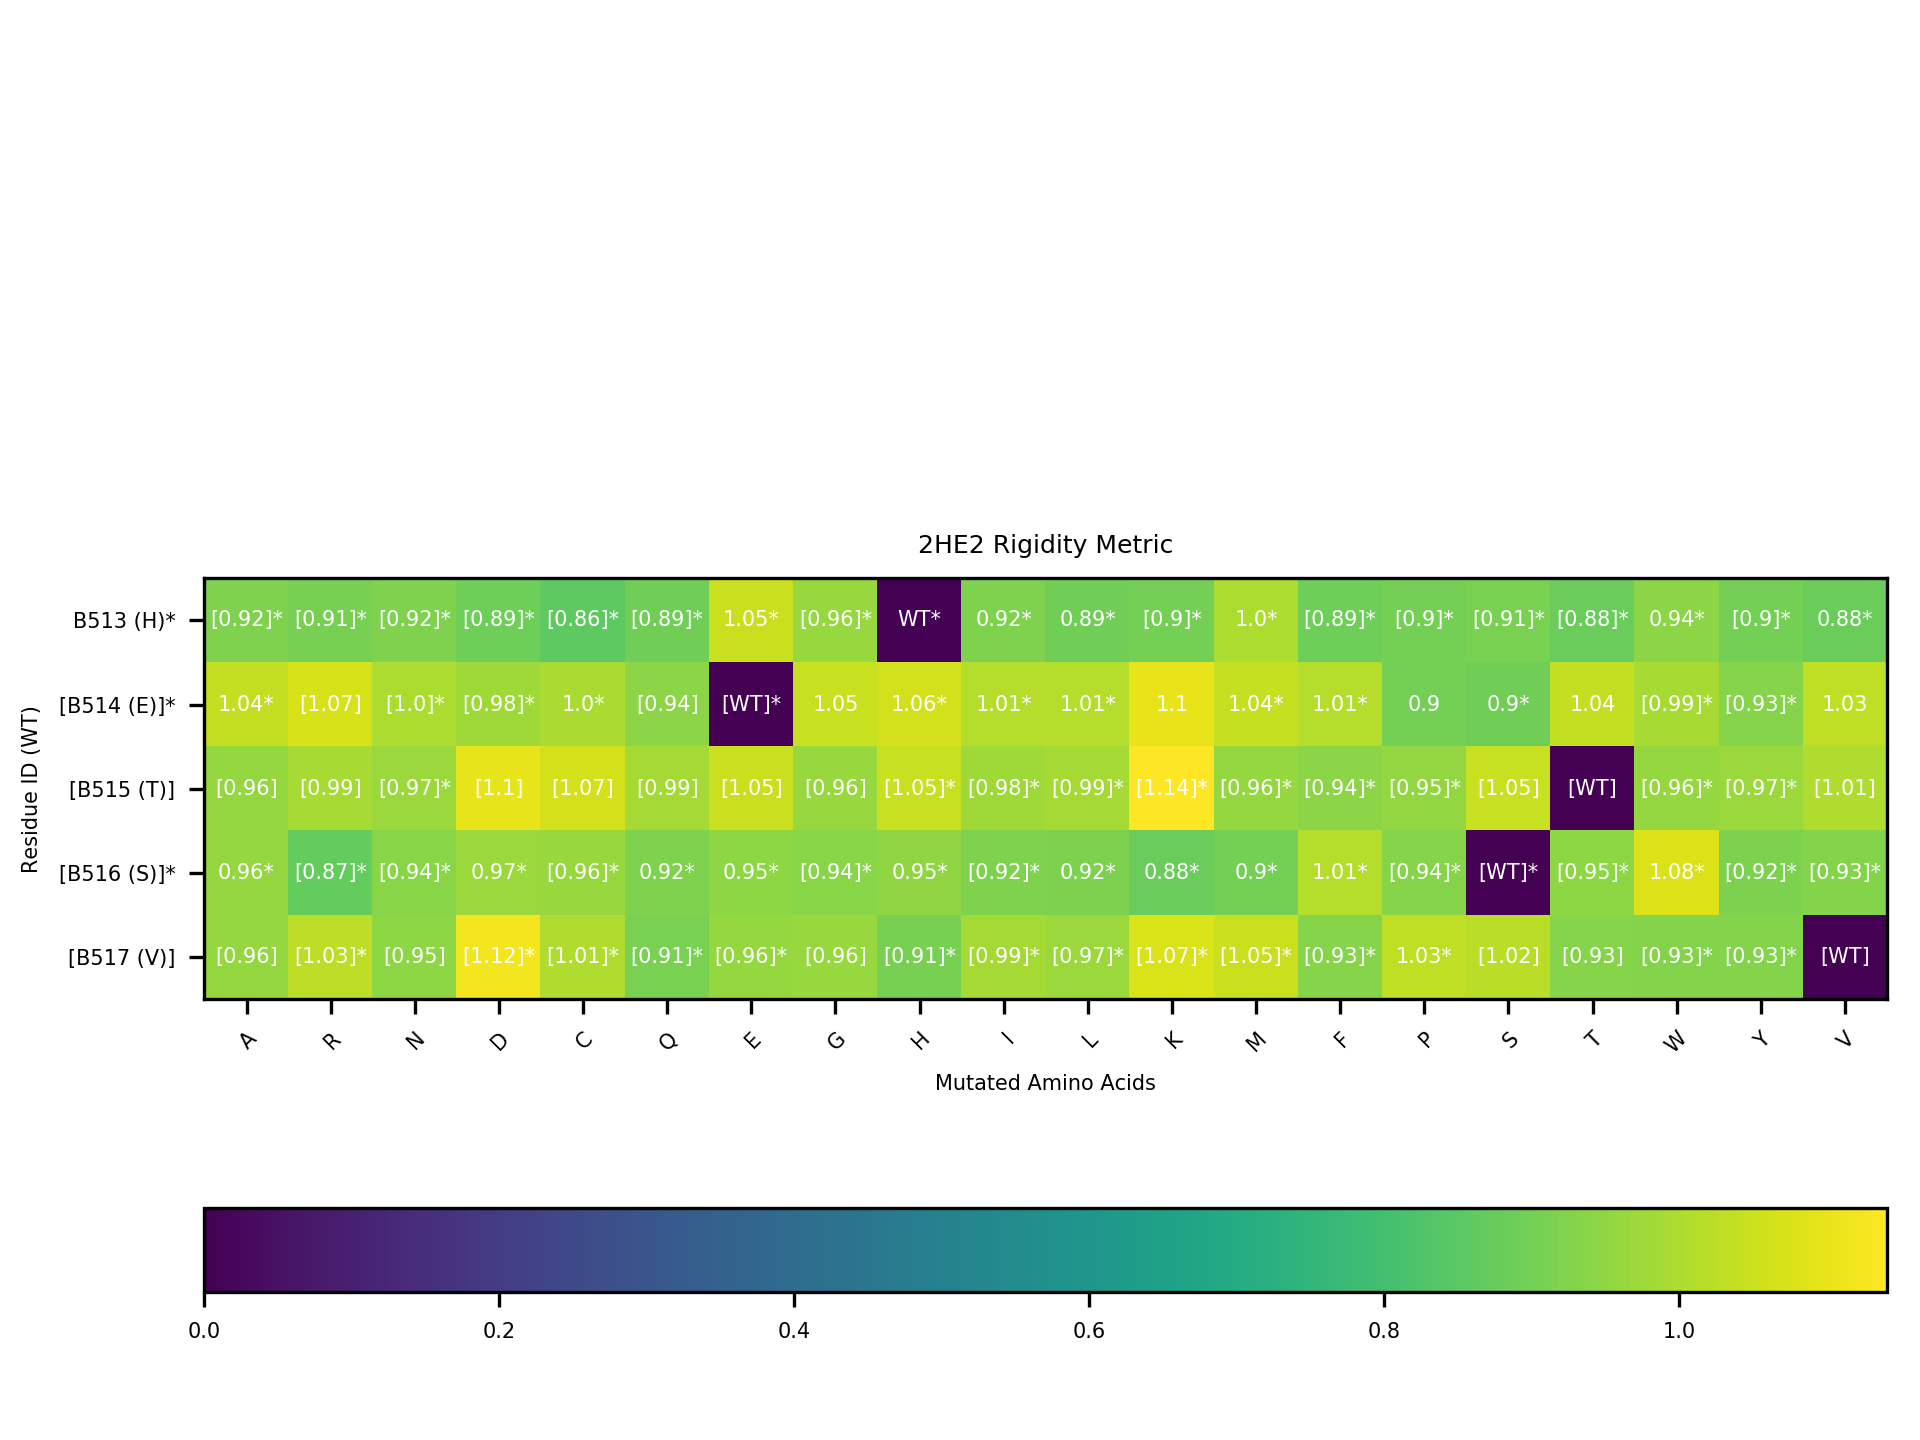 2HE2 Rigidity Metric
Residue ID (WT)
B513 (H)* [0.92]* [0.91]* [0.92]* [0.89]* [0.86]* [0.89]* 1.05* [0.96]* WT* 0.92* 0.89* [0.9]* 1.0* [0.89]* [0.9]* [0.91]* [0.88]* 0.94* [0.9]* 0.88*
[B514 (E)]* 1.04* [1.07] [1.0]* [0.98]* 1.0* [0.94] [WT]* 1.05 1.06* 1.01* 1.01* 1.1 1.04* 1.01* 0.9 0.9* 1.04 [0.99]* [0.93]* 1.03
[B515 (T)] [0.96] [0.99] [0.97]* [1.1] [1.07] [0.99] [1.05] [0.96] [1.05]* [0.98]* [0.99]* [1.14]* [0.96]* [0.94]* [0.95]* [1.05] [WT] [0.96]* [0.97]* [1.01]
[B516 (S)]* 0.96* [0.87]* [0.94]* 0.97* [0.96]* 0.92* 0.95* [0.94]* 0.95* [0.92]* 0.92* 0.88* 0.9* 1.01* [0.94]* [WT]* [0.95]* 1.08* [0.92]* [0.93]*
[B517 (V)] [0.96] [1.03]* [0.95] [1.12]* [1.01]* [0.91]* [0.96]* [0.96] [0.91]* [0.99]* [0.97]* [1.07]* [1.05]* [0.93]* 1.03* [1.02] [0.93] [0.93]* [0.93]* [WT]
A R N D C Q E G H I L K M F P S T W Y V
Mutated Amino Acids
0.0 0.2 0.4 0.6 0.8 1.0